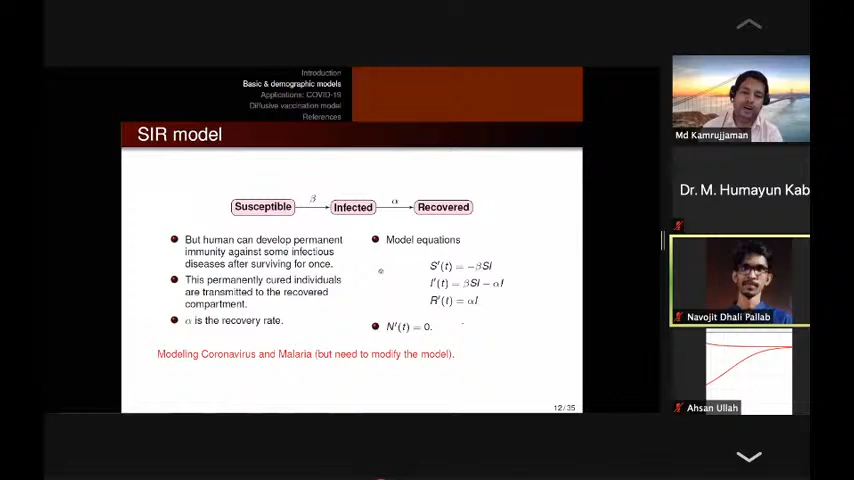 Introduction
Basic & demographic models
Applications: COVID-19
Diffusive vaccination model
References
SIR model
Susceptible β Infected α Recovered
But human can develop permanent
immunity against some infectious
diseases after surviving for once.
This permanently cured individuals
are transmitted to the recovered
compartment.
α is the recovery rate.
Model equations
S′(t) = −βSI
I′(t) = βSI − αI
R′(t) = αI
N′(t) = 0.
Modeling Coronavirus and Malaria (but need to modify the model).
12/35
Md Kamrujjaman
Dr. M. Humayun Kab
Navojit Dhali Pallab
Ahsan Ullah